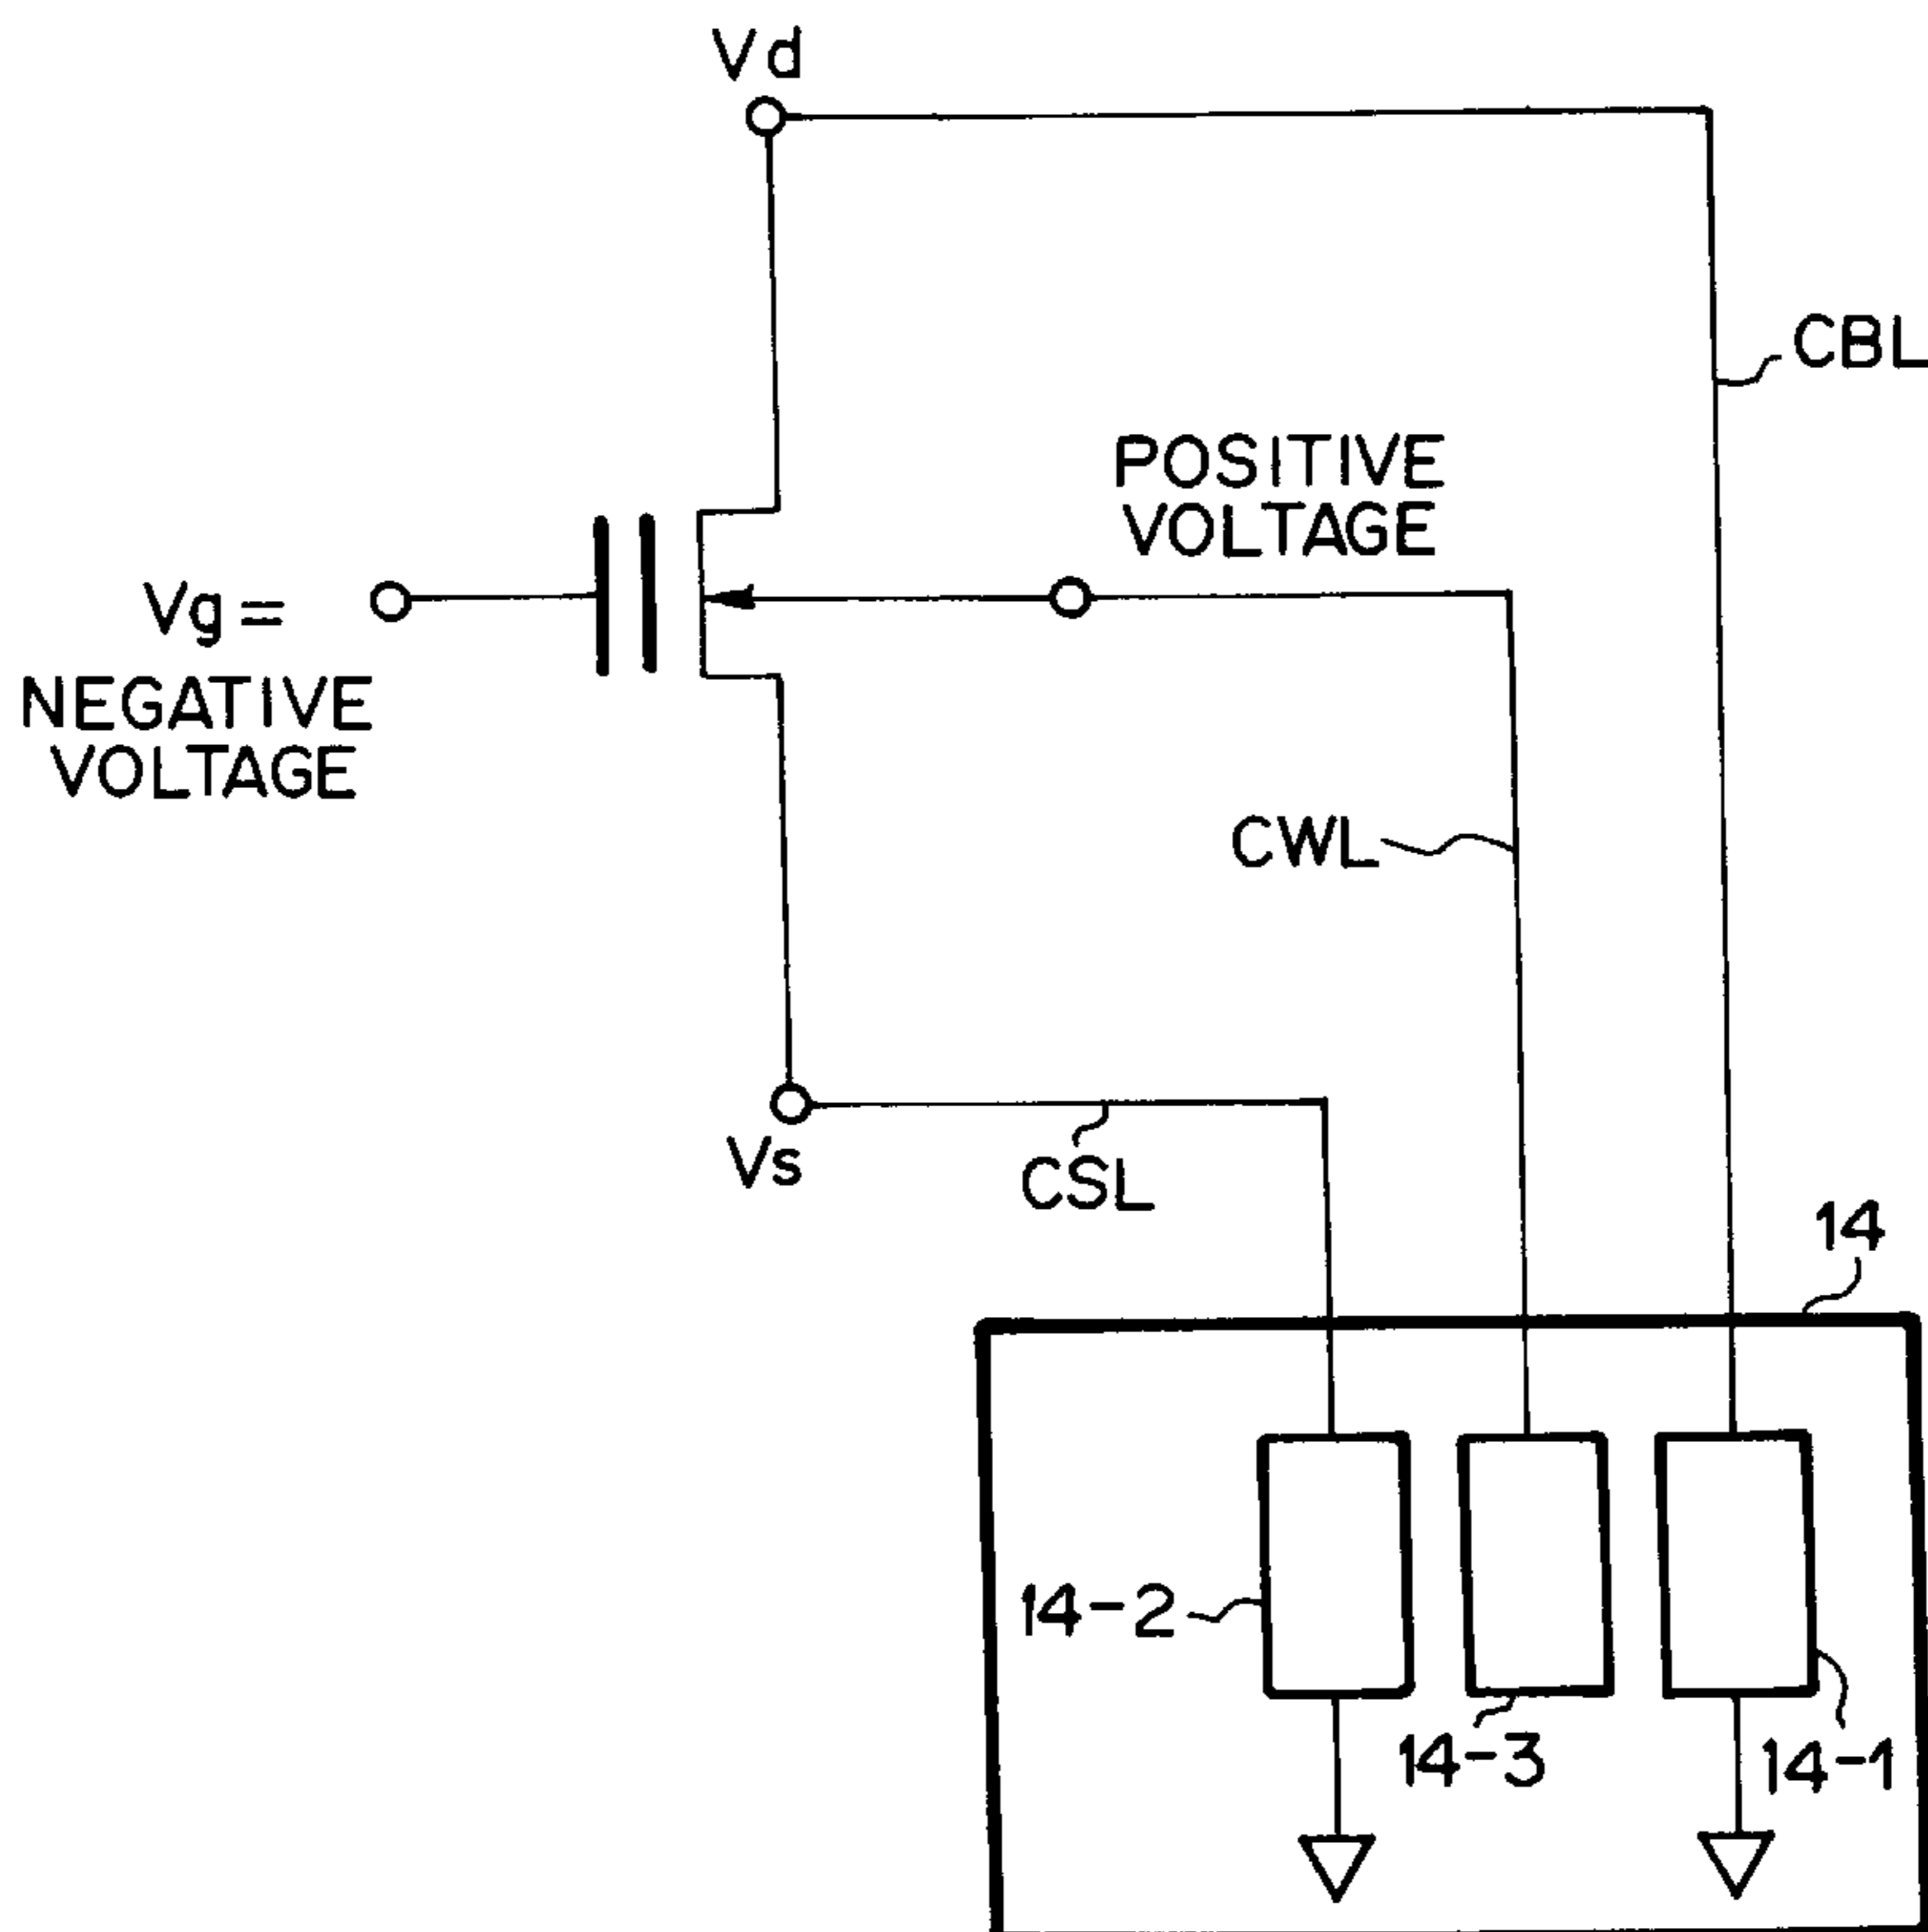 Vd
CBL
POSITIVE
VOLTAGE
Vg=
NEGATIVE
VOLTAGE
CWL
Vs
CSL
14
14-2
14-3
14-1